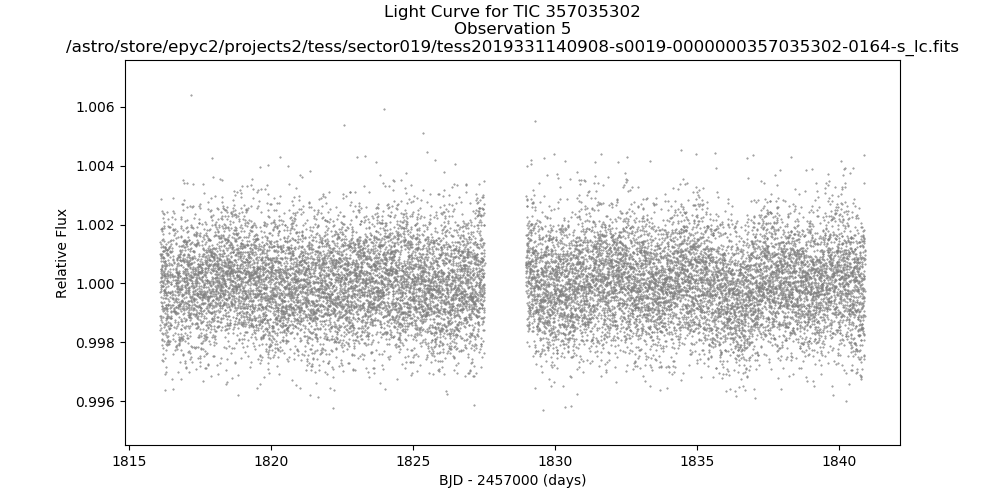 Light Curve for TIC 357035302
Observation 5
/astro/store/epyc2/projects2/tess/sector019/tess2019331140908-s0019-0000000357035302-0164-s_lc.fits
1.006
1.004
1.002
1.000
0.998
0.996
Relative Flux
1815
1820
1825
1830
1835
1840
BJD - 2457000 (days)